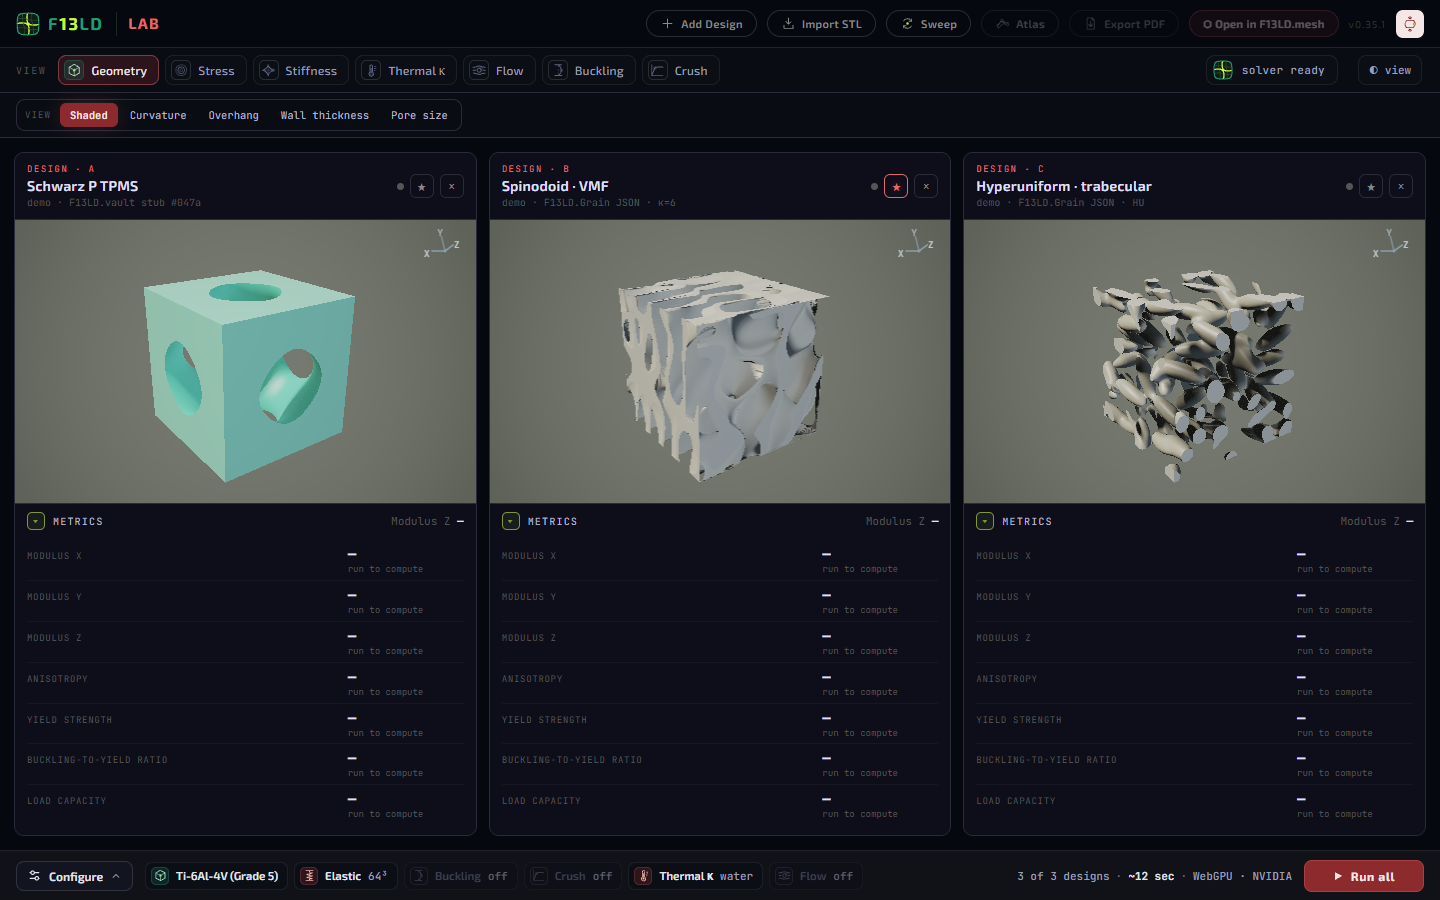 F13LD LAB
Add Design
Import STL
Sweep
Atlas
Export PDF
Open in F13LD.mesh
v0.35.1
VIEW
Geometry
Stress
Stiffness
Thermal κ
Flow
Buckling
Crush
solver ready
view
VIEW
Shaded
Curvature
Overhang
Wall thickness
Pore size
DESIGN · A
Schwarz P TPMS
demo · F13LD.vault stub #047a
★
×
Y
X
Z
METRICS
Modulus Z —
MODULUS X
—
run to compute
MODULUS Y
—
run to compute
MODULUS Z
—
run to compute
ANISOTROPY
—
run to compute
YIELD STRENGTH
—
run to compute
BUCKLING-TO-YIELD RATIO
—
run to compute
LOAD CAPACITY
—
run to compute
DESIGN · B
Spinodoid · VMF
demo · F13LD.Grain JSON · κ=6
★
×
Y
X
Z
METRICS
Modulus Z —
MODULUS X
—
run to compute
MODULUS Y
—
run to compute
MODULUS Z
—
run to compute
ANISOTROPY
—
run to compute
YIELD STRENGTH
—
run to compute
BUCKLING-TO-YIELD RATIO
—
run to compute
LOAD CAPACITY
—
run to compute
DESIGN · C
Hyperuniform · trabecular
demo · F13LD.Grain JSON · HU
★
×
Y
X
Z
METRICS
Modulus Z —
MODULUS X
—
run to compute
MODULUS Y
—
run to compute
MODULUS Z
—
run to compute
ANISOTROPY
—
run to compute
YIELD STRENGTH
—
run to compute
BUCKLING-TO-YIELD RATIO
—
run to compute
LOAD CAPACITY
—
run to compute
Configure
Ti-6Al-4V (Grade 5)
Elastic 64³
Buckling off
Crush off
Thermal κ water
Flow off
3 of 3 designs · ~12 sec · WebGPU · NVIDIA
Run all